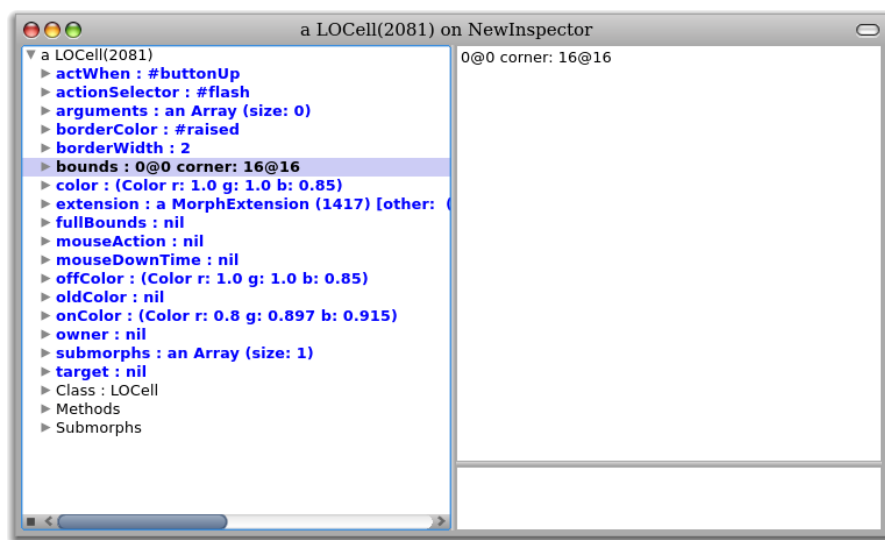 a LOCell(2081) on NewInspector
a LOCell(2081)
actWhen : #buttonUp
actionSelector : #flash
arguments : an Array (size: 0)
borderColor : #raised
borderWidth : 2
bounds : 0@0 corner: 16@16
color : (Color r: 1.0 g: 1.0 b: 0.85)
extension : a MorphExtension (1417) [other:  (
fullBounds : nil
mouseAction : nil
mouseDownTime : nil
offColor : (Color r: 1.0 g: 1.0 b: 0.85)
oldColor : nil
onColor : (Color r: 0.8 g: 0.897 b: 0.915)
owner : nil
submorphs : an Array (size: 1)
target : nil
Class : LOCell
Methods
Submorphs
0@0 corner: 16@16